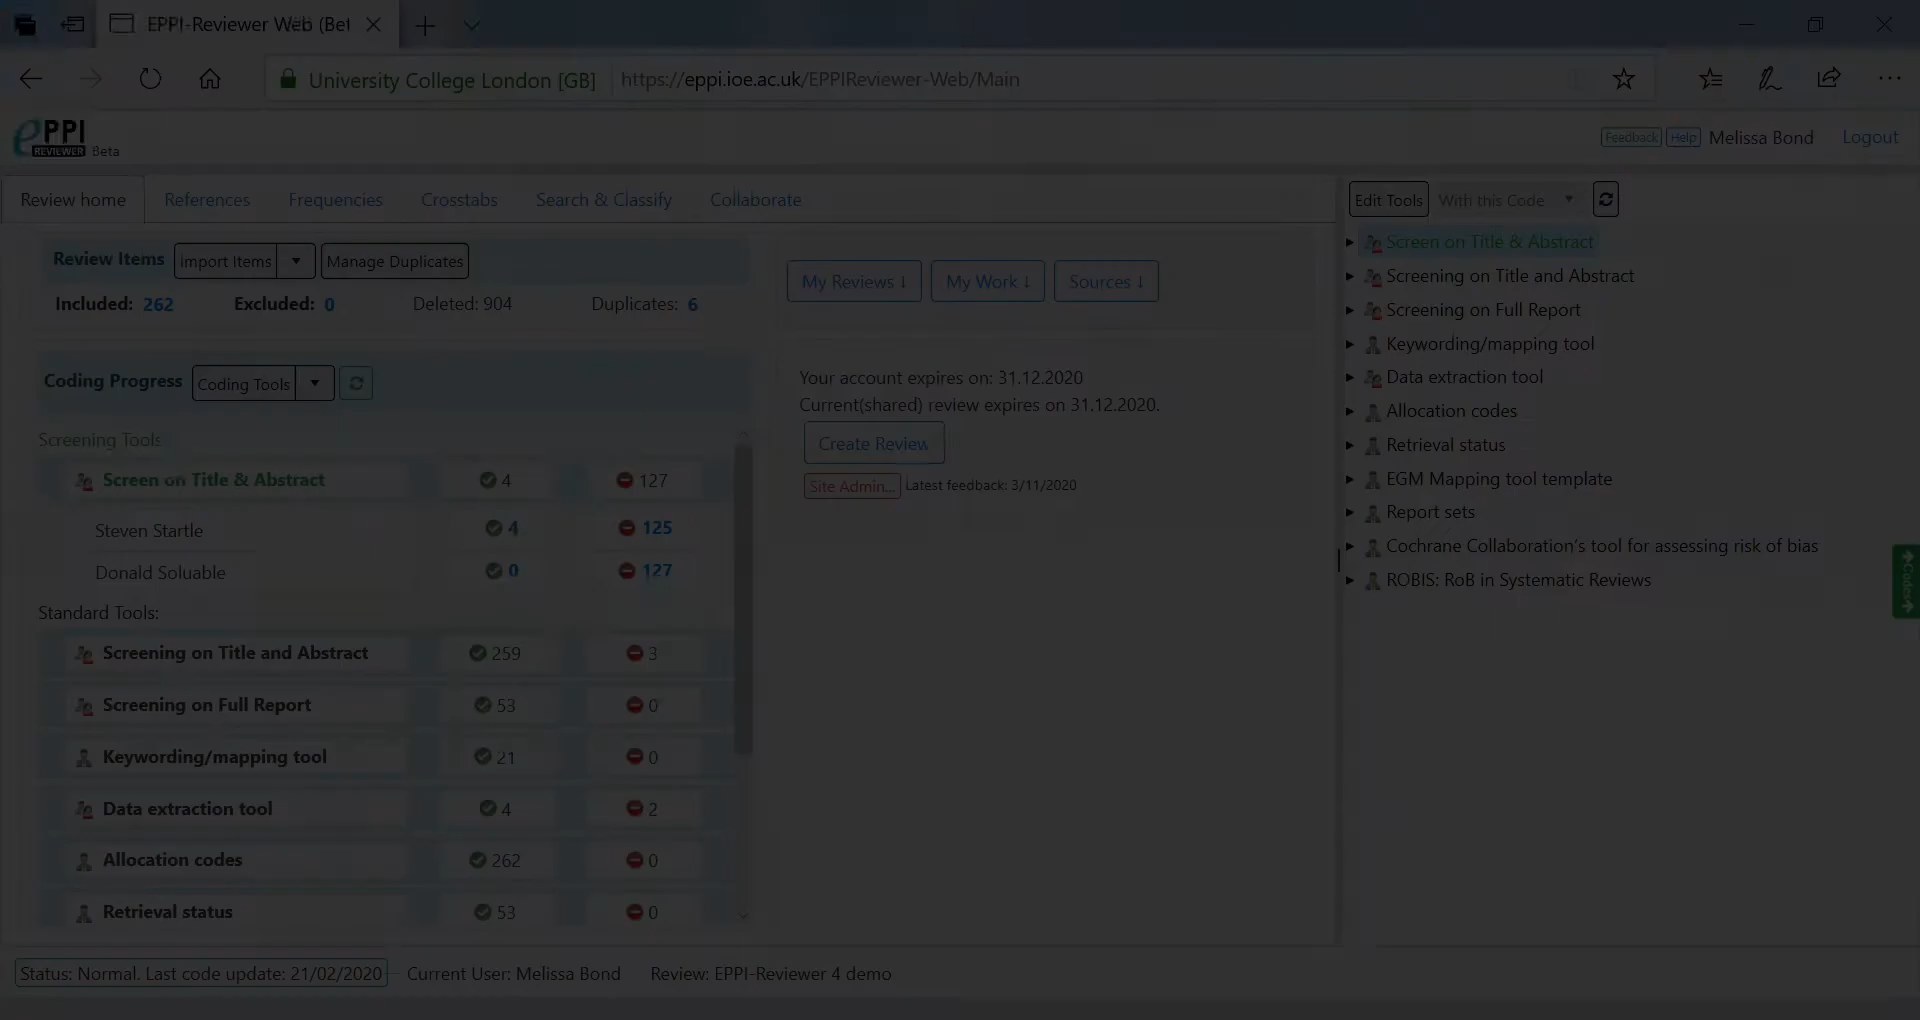 EPPI-Reviewer Web (Bet
University College London [GB] https://eppi.ioe.ac.uk/EPPIReviewer-Web/Main
ePPI REVIEWER Beta
Feedback Help Melissa Bond Logout
Review home References Frequencies Crosstabs Search & Classify Collaborate
Review Items Import Items Manage Duplicates
Included: 262 Excluded: 0 Deleted: 904 Duplicates: 6
Coding Progress Coding Tools
Screening Tools
Screen on Title & Abstract 4 127
Steven Startle 4 125
Donald Soluable 0 127
Standard Tools:
Screening on Title and Abstract 259 3
Screening on Full Report 53 0
Keywording/mapping tool 21 0
Data extraction tool 4 2
Allocation codes 262 0
Retrieval status 53 0
My Reviews ↓ My Work ↓ Sources ↓
Your account expires on: 31.12.2020
Current(shared) review expires on 31.12.2020.
Create Review
Site Admin... Latest feedback: 3/11/2020
Edit Tools With this Code
Screen on Title & Abstract
Screening on Title and Abstract
Screening on Full Report
Keywording/mapping tool
Data extraction tool
Allocation codes
Retrieval status
EGM Mapping tool template
Report sets
Cochrane Collaboration's tool for assessing risk of bias
ROBIS: RoB in Systematic Reviews
Codes
Status: Normal. Last code update: 21/02/2020 Current User: Melissa Bond Review: EPPI-Reviewer 4 demo